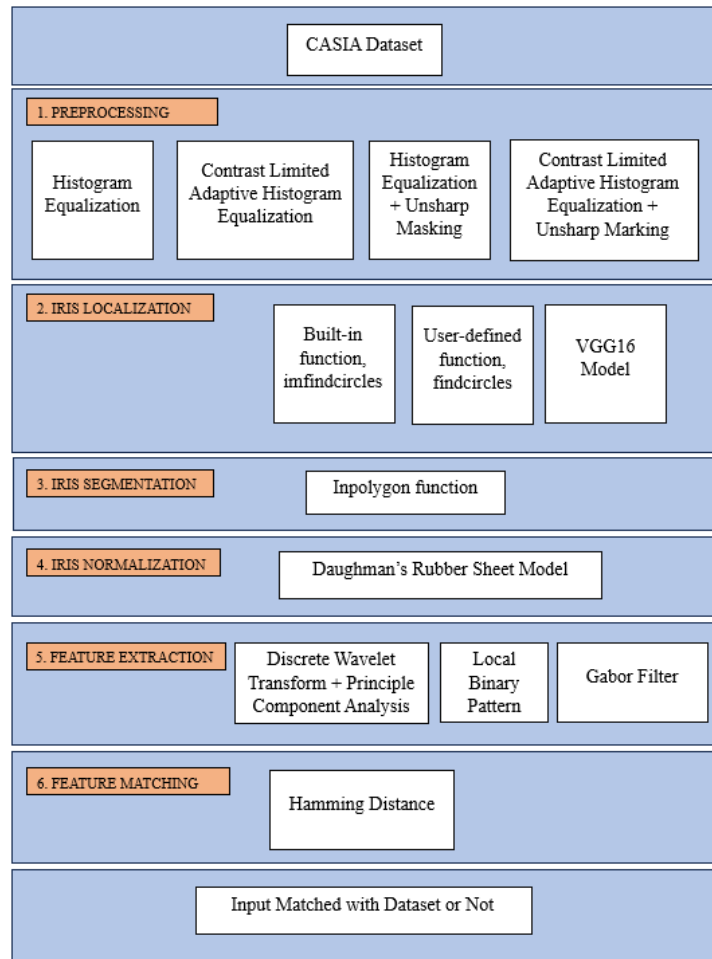 CASIA Dataset
1. PREPROCESSING
Histogram
Equalization
Contrast Limited
Adaptive Histogram
Equalization
Histogram
Equalization
+ Unsharp
Masking
Contrast Limited
Adaptive Histogram
Equalization +
Unsharp Marking
2. IRIS LOCALIZATION
Built-in
function,
imfindcircles
User-defined
function,
findcircles
VGG16
Model
3. IRIS SEGMENTATION
Inpolygon function
4. IRIS NORMALIZATION
Daughman’s Rubber Sheet Model
5. FEATURE EXTRACTION
Discrete Wavelet
Transform + Principle
Component Analysis
Local
Binary
Pattern
Gabor Filter
6. FEATURE MATCHING
Hamming Distance
Input Matched with Dataset or Not